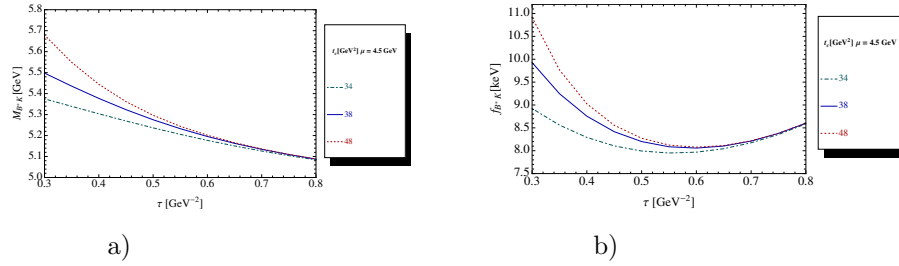 5.8
5.7
5.6
5.5
5.4
5.3
5.2
5.1
5.0
M_{B*K} [GeV]
0.3 0.4 0.5 0.6 0.7 0.8
τ [GeV⁻²]
t_c[GeV²] μ = 4.5 GeV
34
38
48
a)
11.0
10.5
10.0
9.5
9.0
8.5
8.0
7.5
f_{B*K} [keV]
0.3 0.4 0.5 0.6 0.7 0.8
τ [GeV⁻²]
t_c[GeV²] μ = 4.5 GeV
34
38
48
b)